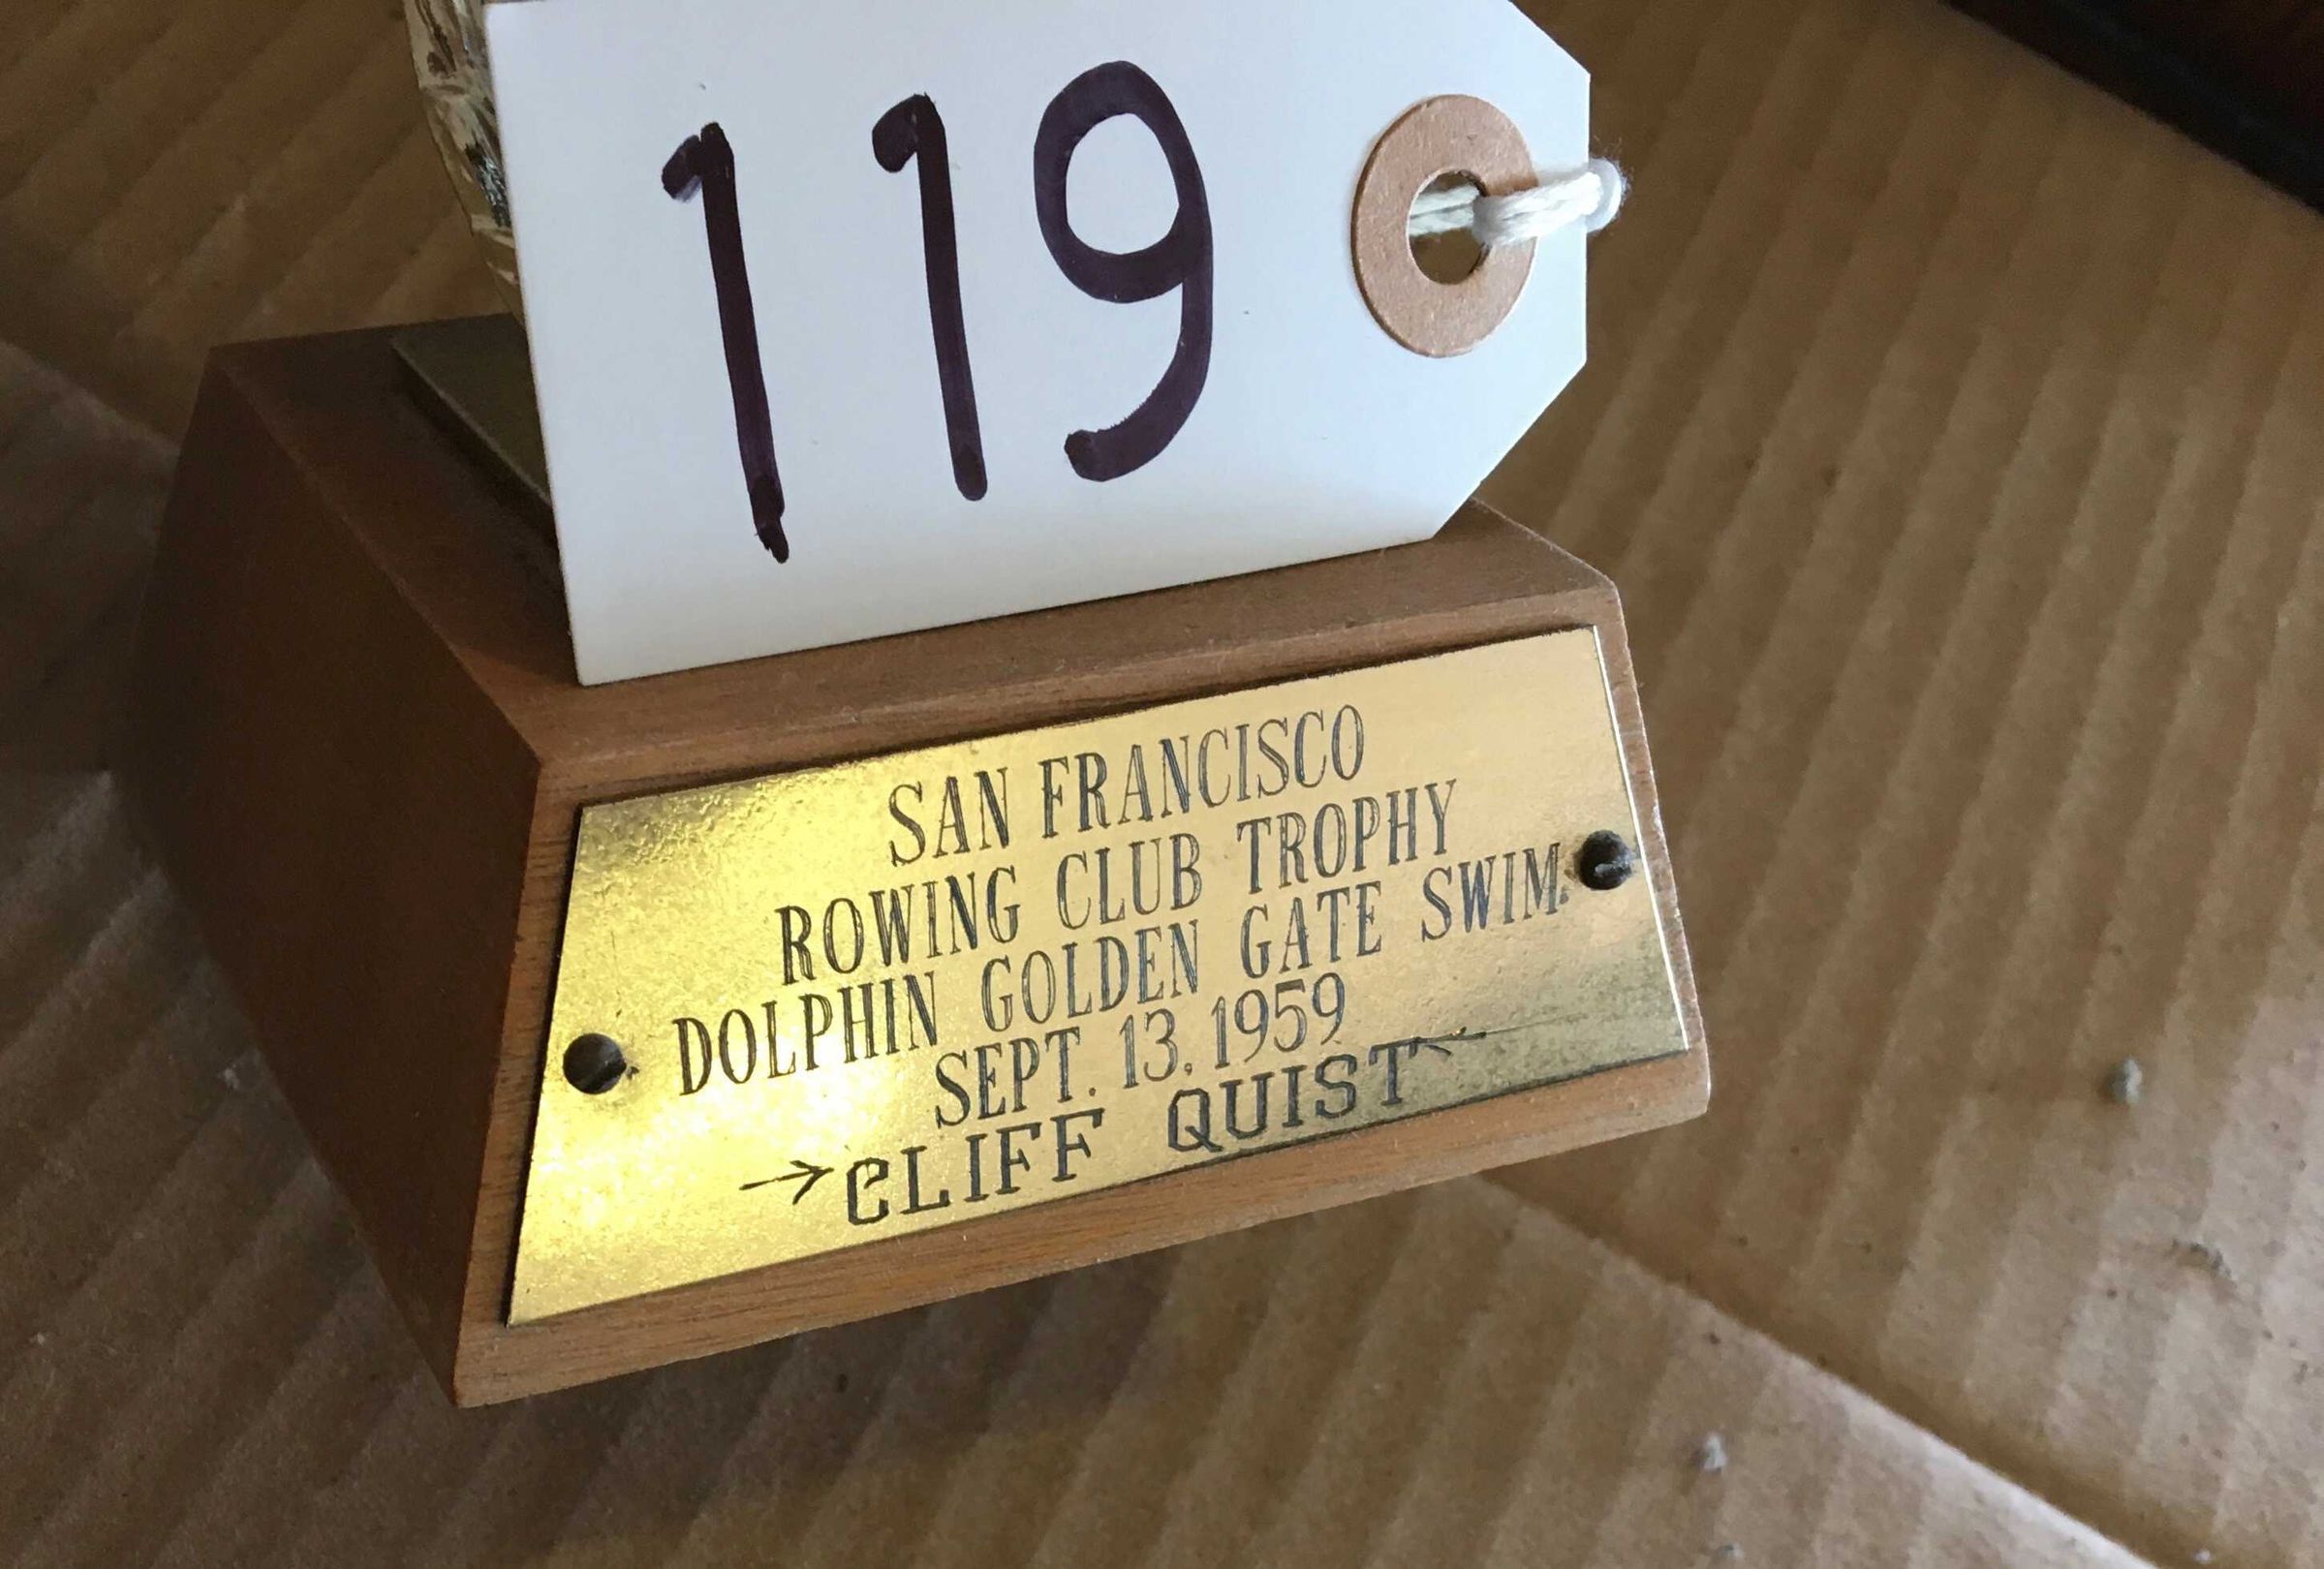 119
SAN FRANCISCO
ROWING CLUB TROPHY
DOLPHIN GOLDEN GATE SWIM.
SEPT. 13. 1959
→CLIFF QUIST←